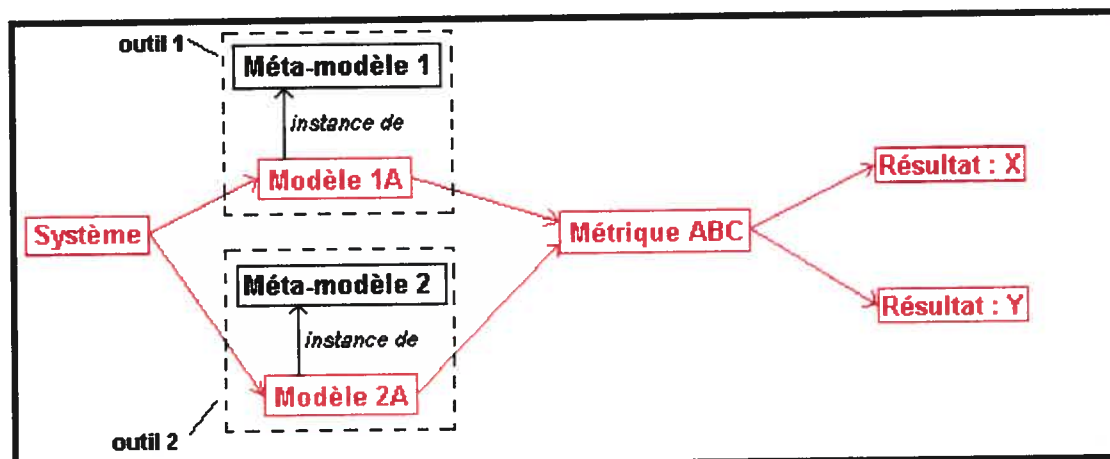 outil 1
Méta-modèle 1
instance de
Modèle 1A
Système
Méta-modèle 2
instance de
Modèle 2A
outil 2
Métrique ABC
Résultat : X
Résultat : Y